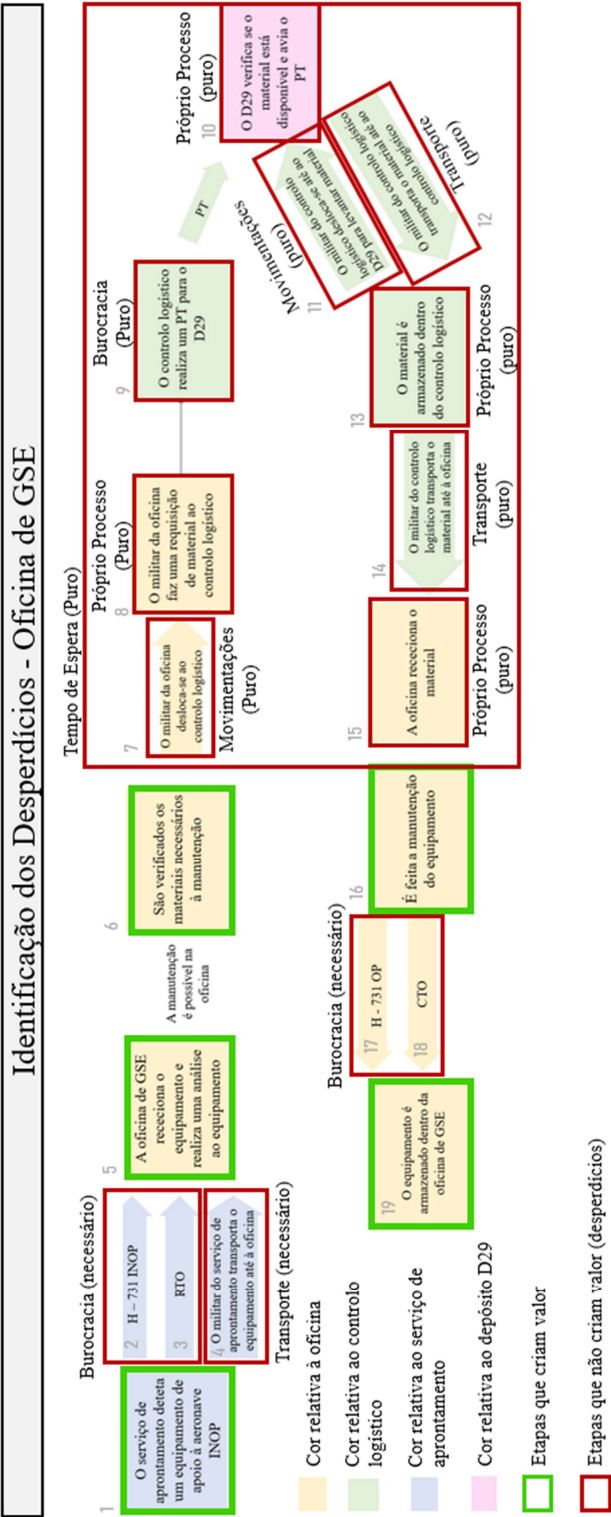 Identificação dos Desperdícios - Oficina de GSE
Burocracia (necessário)
1
O serviço de
aprontamento deteta
um equipamento de
apoio à aeronave
INOP
2
H – 731 INOP
3
RTO
4
O militar do serviço de
aprontamento transporta o
equipamento até à oficina
Transporte (necessário)
5
A oficina de GSE
receciona o
equipamento e
realiza uma análise
ao equipamento
A manutenção
é possível na
oficina
6
São verificados os
materiais necessários
à manutenção
Tempo de Espera (Puro)
7
O militar da oficina
desloca-se ao
controlo logístico
Movimentações
(Puro)
Próprio Processo
(Puro)
8
O militar da oficina
faz uma requisição
de material ao
controlo logístico
Burocracia
(Puro)
9
O controlo logístico
realiza um PT para o
D29
PT
Próprio Processo
(puro)
10
O D29 verifica se o
material está
disponível e avia o
PT
Movimentações
(puro)
11
O militar do controlo
logístico desloca-se até ao
D29 para levantar material
O militar do controlo logístico
transporta o material até ao
controlo logístico
Transporte
(puro)
12
13
O material é
armazenado dentro
do controlo logístico
Próprio Processo
(puro)
14
O militar do controlo
logístico transporta o
material até à oficina
Transporte
(puro)
15
A oficina receciona o
material
Próprio Processo
(puro)
16
É feita a manutenção
do equipamento
Burocracia (necessário)
17
H - 731 OP
18
CTO
19
O equipamento é
armazenado dentro da
oficina de GSE
Cor relativa à oficina
Cor relativa ao controlo
logístico
Cor relativa ao serviço de
aprontamento
Cor relativa ao depósito D29
Etapas que criam valor
Etapas que não criam valor (desperdícios)